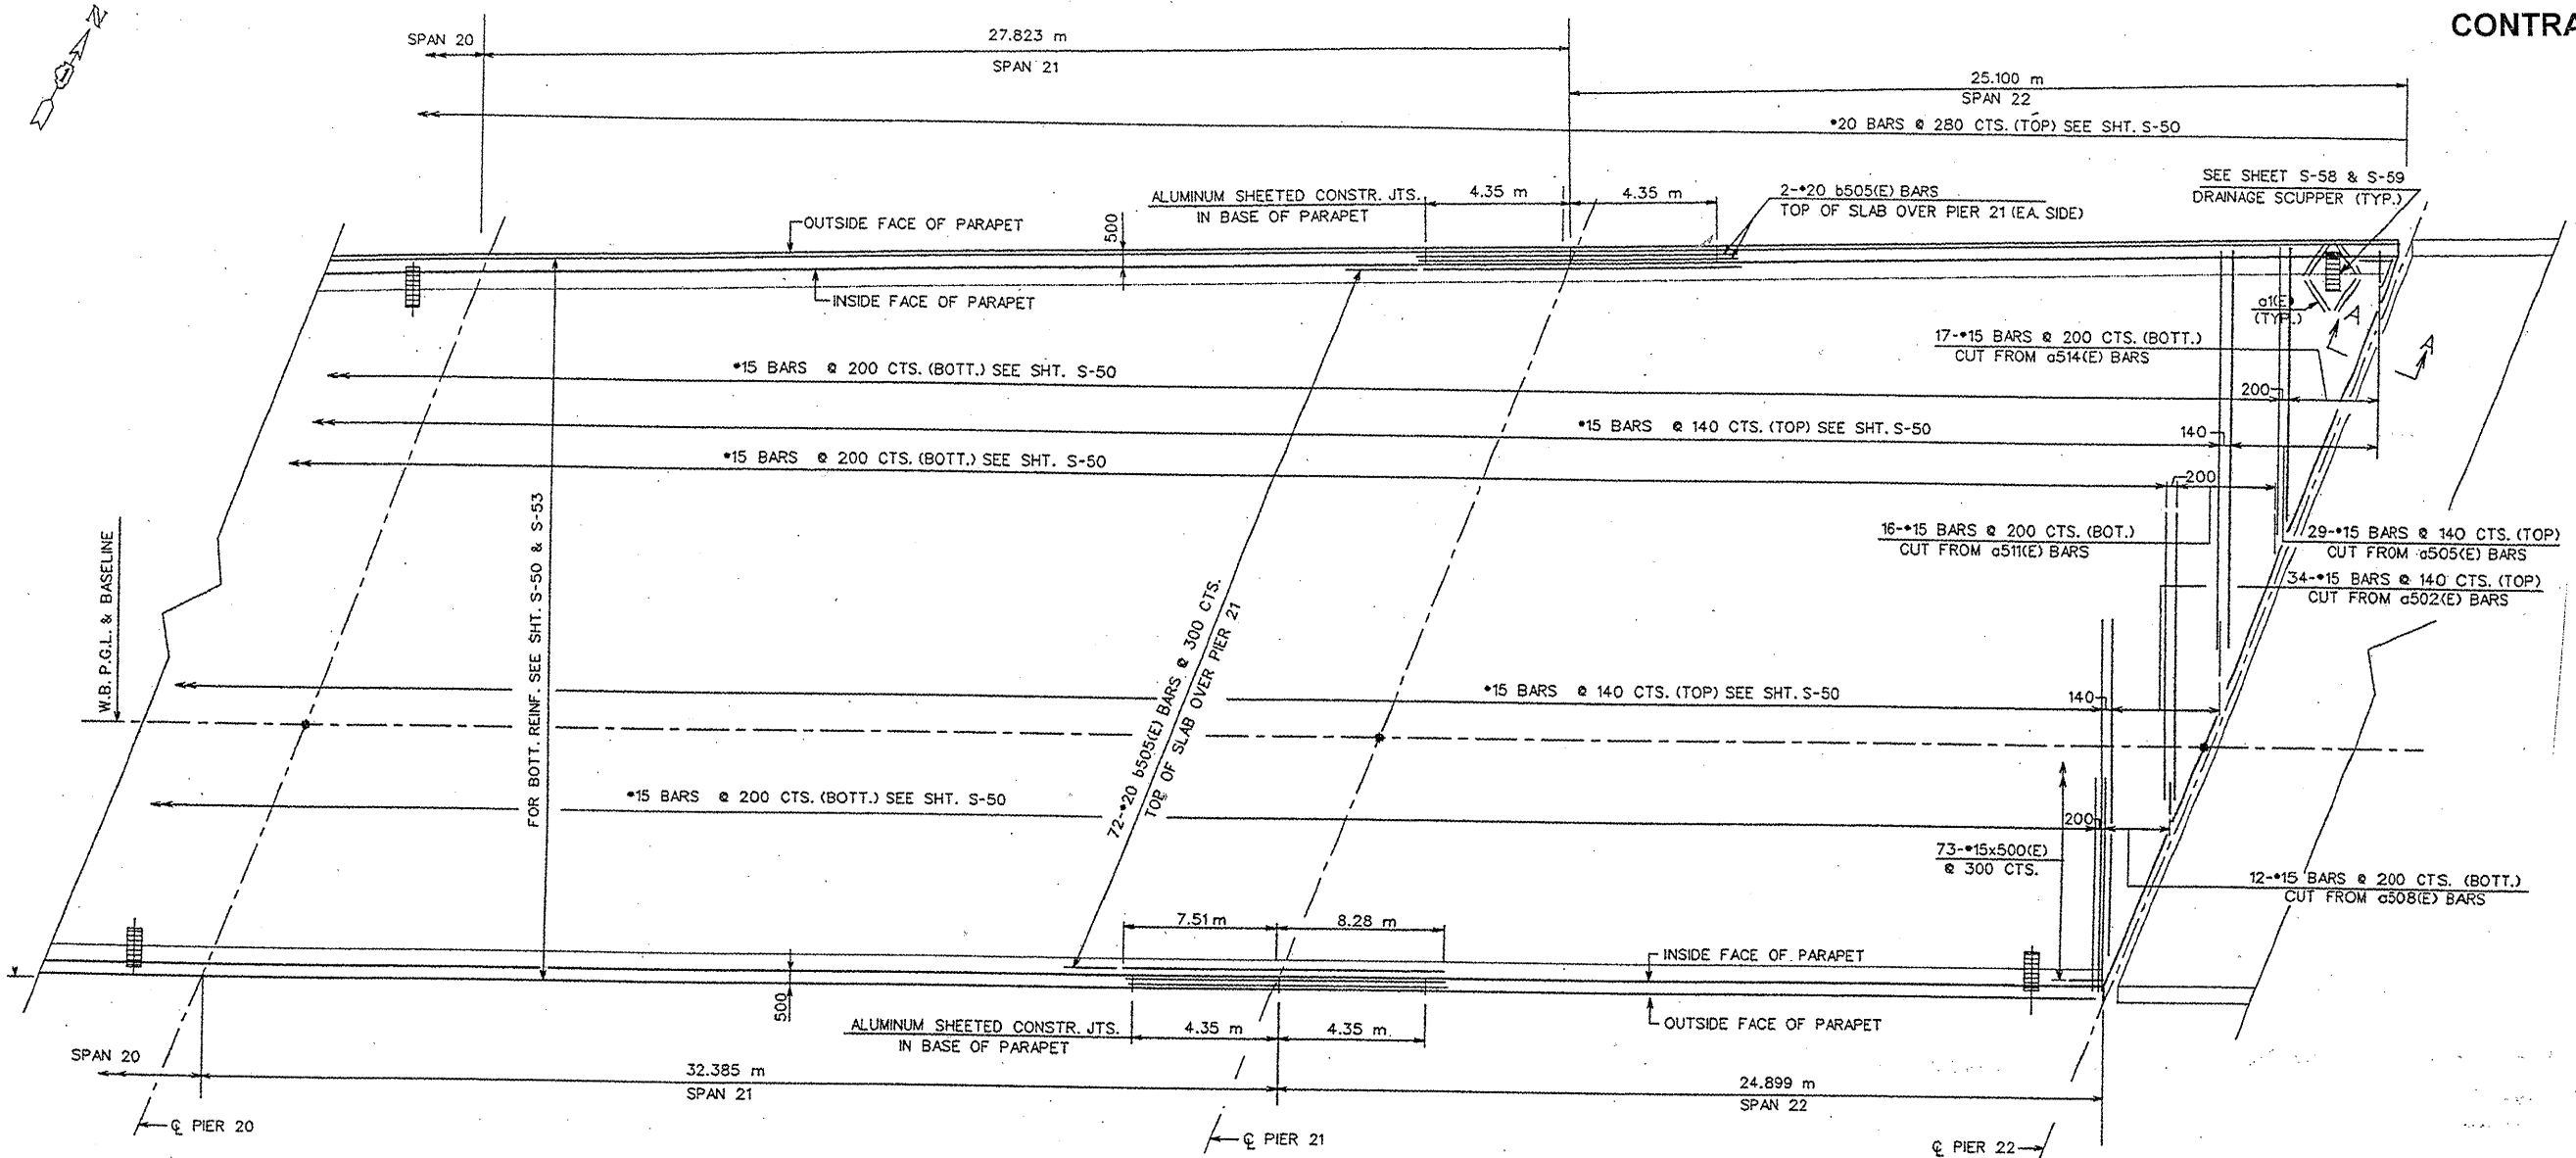 CONTRA
N
1
SPAN 20
27.823 m
SPAN 21
25.100 m
SPAN 22
•20 BARS @ 280 CTS. (TOP) SEE SHT. S-50
SEE SHEET S-58 & S-59
DRAINAGE SCUPPER (TYP.)
ALUMINUM SHEETED CONSTR. JTS.
IN BASE OF PARAPET
4.35 m
4.35 m
2-•20 b505(E) BARS
TOP OF SLAB OVER PIER 21 (EA. SIDE)
OUTSIDE FACE OF PARAPET
500
INSIDE FACE OF PARAPET
a1(E)
(TYP.)
A
A
17-•15 BARS @ 200 CTS. (BOTT.)
CUT FROM a514(E) BARS
•15 BARS @ 200 CTS. (BOTT.) SEE SHT. S-50
200
•15 BARS @ 140 CTS. (TOP) SEE SHT. S-50
140
•15 BARS @ 200 CTS. (BOTT.) SEE SHT. S-50
200
16-•15 BARS @ 200 CTS. (BOT.)
CUT FROM a511(E) BARS
29-•15 BARS @ 140 CTS. (TOP)
CUT FROM a505(E) BARS
34-•15 BARS @ 140 CTS. (TOP)
CUT FROM a502(E) BARS
W.B. P.G.L. & BASELINE
FOR BOTT. REINF. SEE SHT. S-50 & S-53
72-•20 b505(E) BARS @ 300 CTS.
TOP OF SLAB OVER PIER 21
•15 BARS @ 140 CTS. (TOP) SEE SHT. S-50
140
•15 BARS @ 200 CTS. (BOTT.) SEE SHT. S-50
200
73-•15x500(E)
@ 300 CTS.
12-•15 BARS @ 200 CTS. (BOTT.)
CUT FROM a508(E) BARS
7.51 m
8.28 m
INSIDE FACE OF PARAPET
500
ALUMINUM SHEETED CONSTR. JTS.
IN BASE OF PARAPET
4.35 m
4.35 m
OUTSIDE FACE OF PARAPET
SPAN 20
32.385 m
SPAN 21
24.899 m
SPAN 22
℄ PIER 20
℄ PIER 21
℄ PIER 22